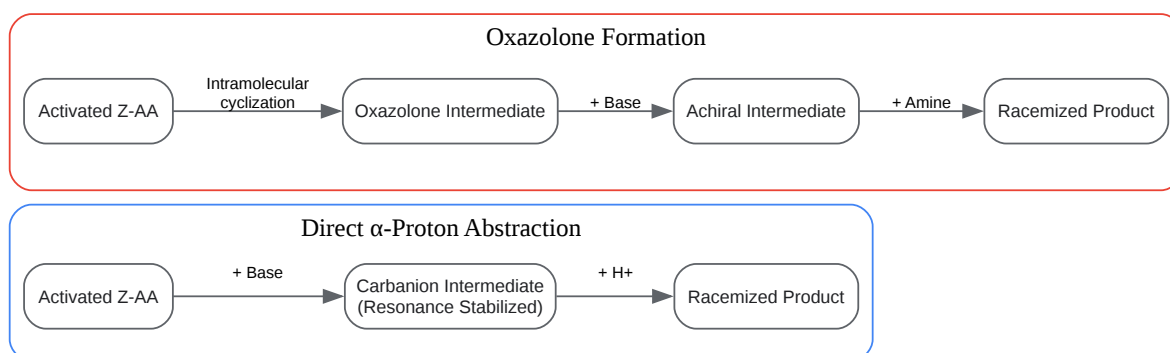 Oxazolone Formation
Activated Z-AA
Intramolecular
cyclization
Oxazolone Intermediate
+ Base
Achiral Intermediate
+ Amine
Racemized Product
Direct α-Proton Abstraction
Activated Z-AA
+ Base
Carbanion Intermediate
(Resonance Stabilized)
+ H+
Racemized Product